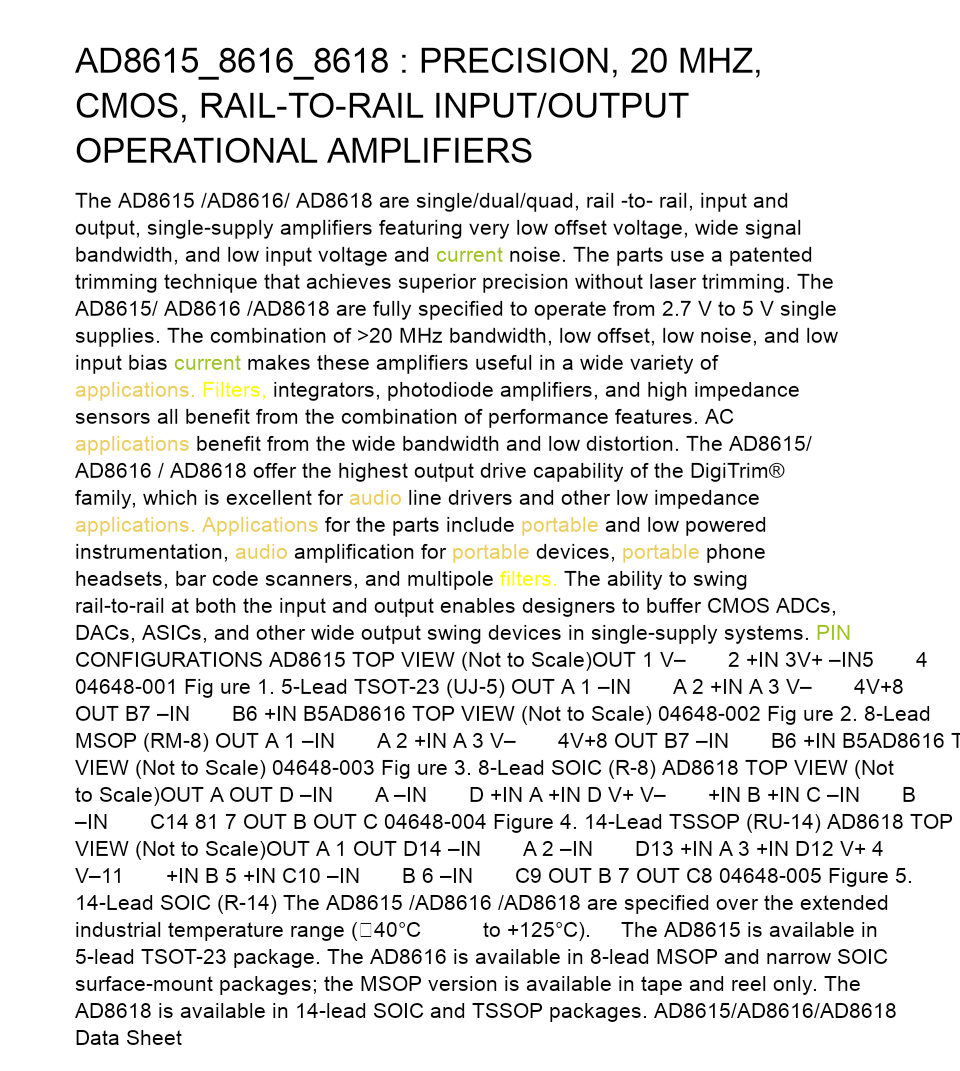 AD8615_8616_8618 : PRECISION, 20 MHZ,
CMOS, RAIL-TO-RAIL INPUT/OUTPUT
OPERATIONAL AMPLIFIERS
The AD8615 /AD8616/ AD8618 are single/dual/quad, rail -to- rail, input and
output, single-supply amplifiers featuring very low offset voltage, wide signal
bandwidth, and low input voltage and current noise. The parts use a patented
trimming technique that achieves superior precision without laser trimming. The
AD8615/ AD8616 /AD8618 are fully specified to operate from 2.7 V to 5 V single
supplies. The combination of >20 MHz bandwidth, low offset, low noise, and low
input bias current makes these amplifiers useful in a wide variety of
applications. Filters, integrators, photodiode amplifiers, and high impedance
sensors all benefit from the combination of performance features. AC
applications benefit from the wide bandwidth and low distortion. The AD8615/
AD8616 / AD8618 offer the highest output drive capability of the DigiTrim®
family, which is excellent for audio line drivers and other low impedance
applications. Applications for the parts include portable and low powered
instrumentation, audio amplification for portable devices, portable phone
headsets, bar code scanners, and multipole filters. The ability to swing
rail-to-rail at both the input and output enables designers to buffer CMOS ADCs,
DACs, ASICs, and other wide output swing devices in single-supply systems. PIN
CONFIGURATIONS AD8615 TOP VIEW (Not to Scale)OUT 1 V– 2 +IN 3V+ –IN5 4
04648-001 Fig ure 1. 5-Lead TSOT-23 (UJ-5) OUT A 1 –IN A 2 +IN A 3 V– 4V+8
OUT B7 –IN B6 +IN B5AD8616 TOP VIEW (Not to Scale) 04648-002 Fig ure 2. 8-Lead
MSOP (RM-8) OUT A 1 –IN A 2 +IN A 3 V– 4V+8 OUT B7 –IN B6 +IN B5AD8616 T
VIEW (Not to Scale) 04648-003 Fig ure 3. 8-Lead SOIC (R-8) AD8618 TOP VIEW (Not
to Scale)OUT A OUT D –IN A –IN D +IN A +IN D V+ V– +IN B +IN C –IN B
–IN C14 81 7 OUT B OUT C 04648-004 Figure 4. 14-Lead TSSOP (RU-14) AD8618 TOP
VIEW (Not to Scale)OUT A 1 OUT D14 –IN A 2 –IN D13 +IN A 3 +IN D12 V+ 4
V–11 +IN B 5 +IN C10 –IN B 6 –IN C9 OUT B 7 OUT C8 04648-005 Figure 5.
14-Lead SOIC (R-14) The AD8615 /AD8616 /AD8618 are specified over the extended
industrial temperature range (□40°C to +125°C). The AD8615 is available in
5-lead TSOT-23 package. The AD8616 is available in 8-lead MSOP and narrow SOIC
surface-mount packages; the MSOP version is available in tape and reel only. The
AD8618 is available in 14-lead SOIC and TSSOP packages. AD8615/AD8616/AD8618
Data Sheet